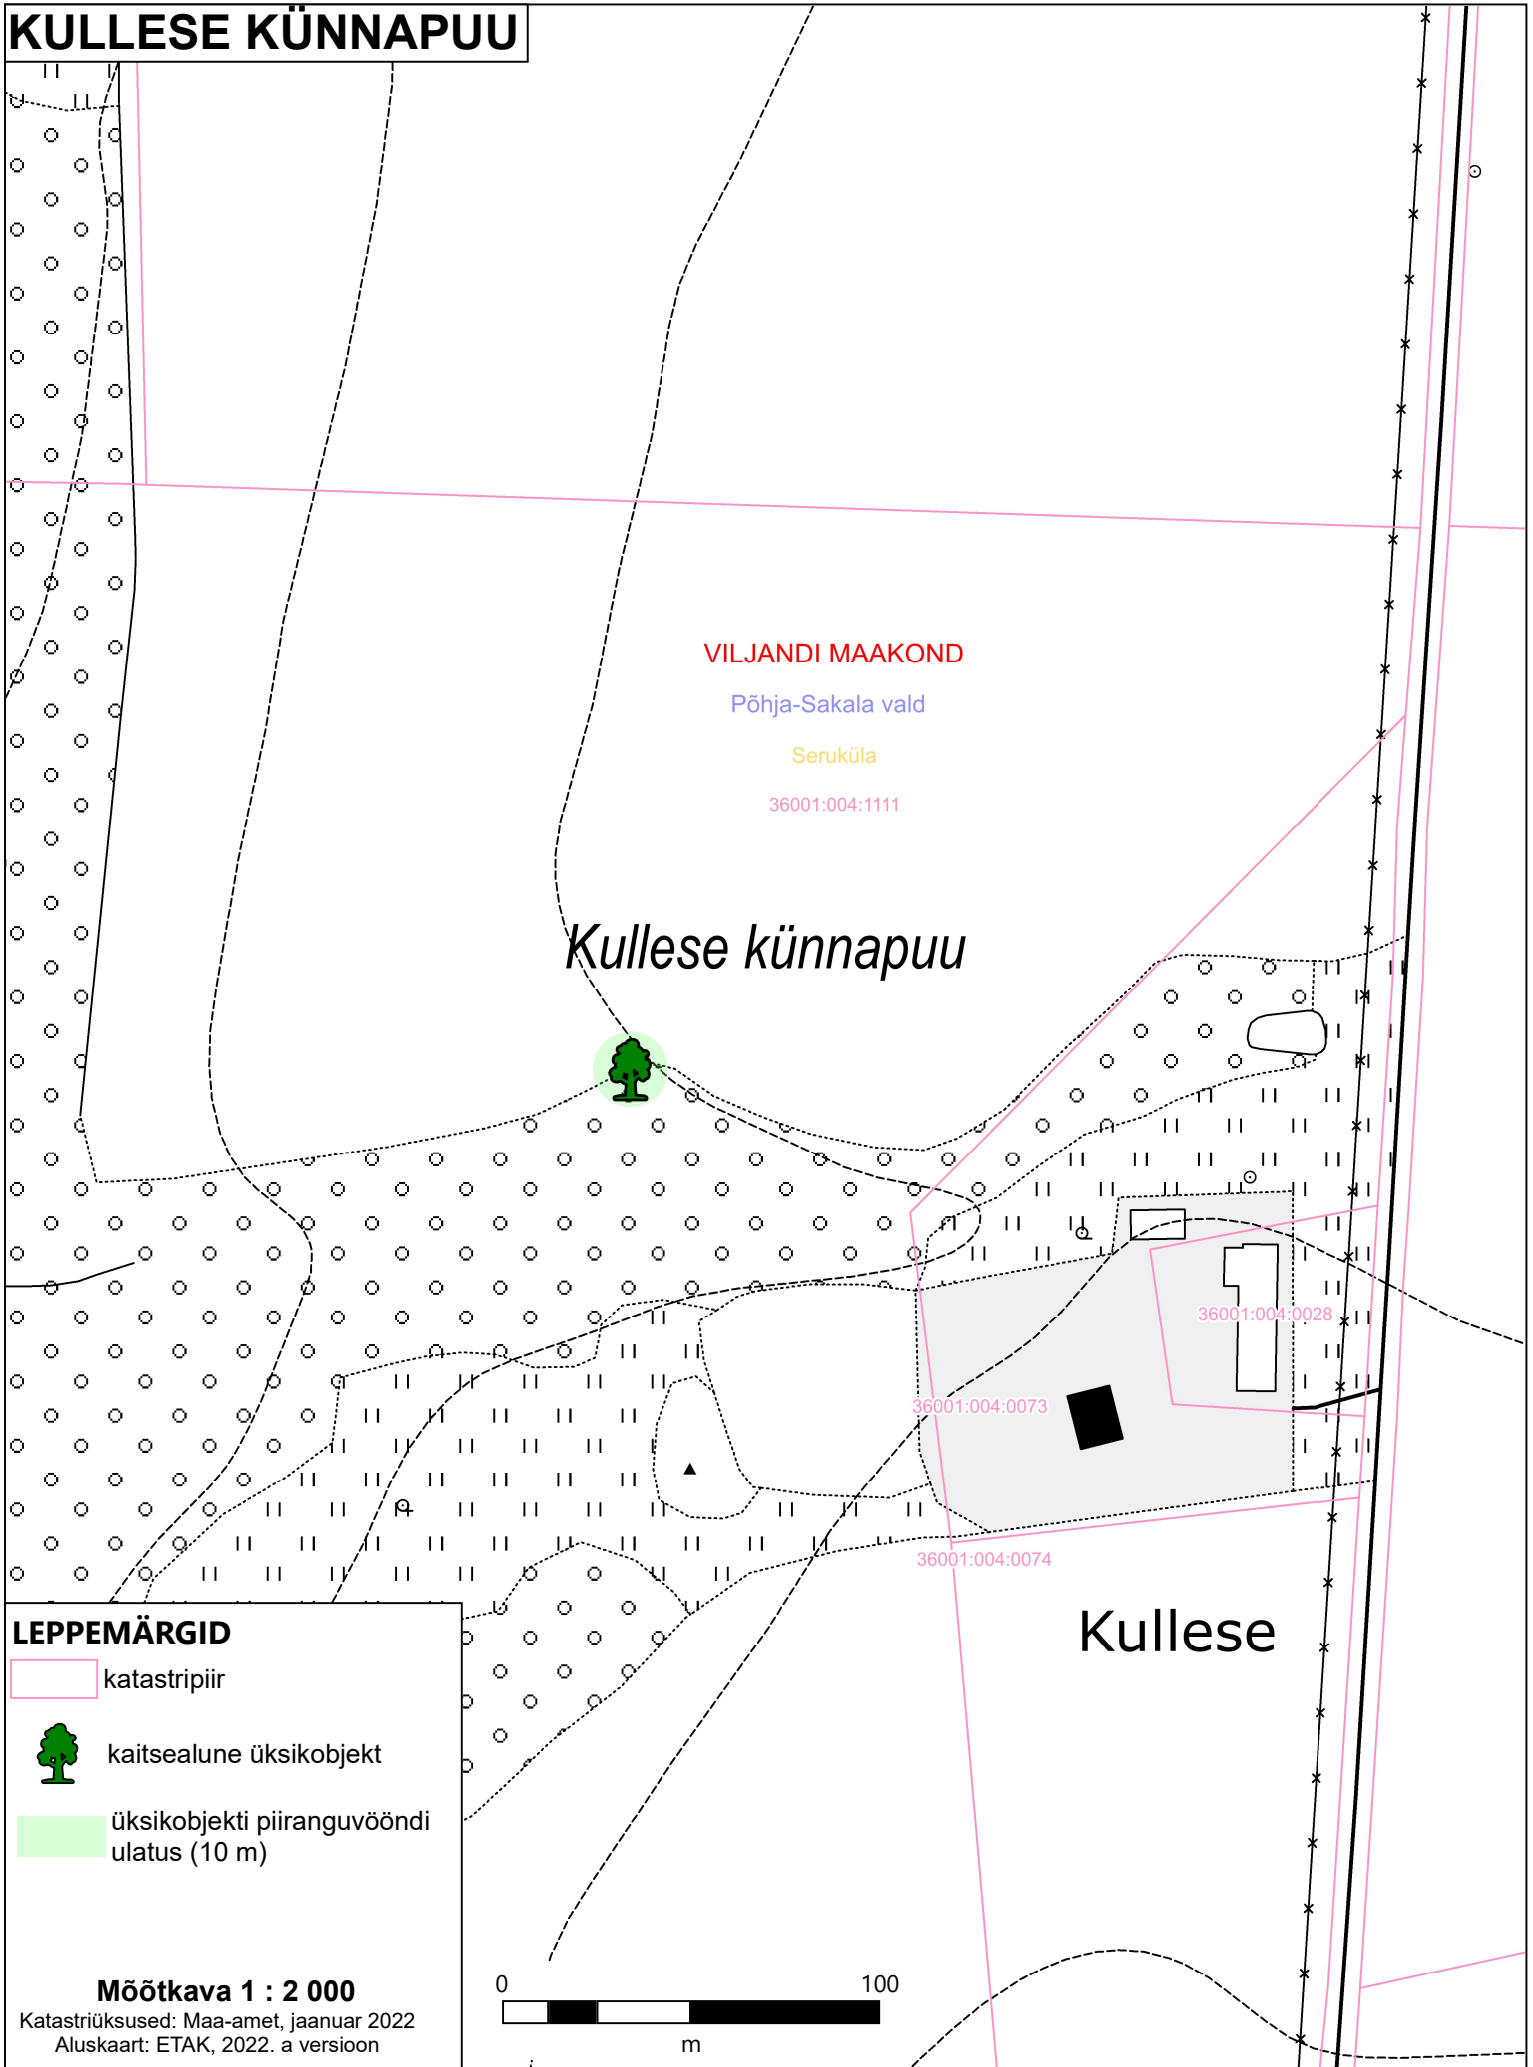 KULLESE KÜNNAPUU
VILJANDI MAAKOND
Põhja-Sakala vald
Seruküla
36001:004:1111
Kullese künnapuu
36001:004:0028
36001:004:0073
36001:004:0074
Kullese
LEPPEMÄRGID
katastripiir
kaitsealune üksikobjekt
üksikobjekti piiranguvööndi
ulatus (10 m)
Mõõtkava 1 : 2 000
Katastriüksused: Maa-amet, jaanuar 2022
Aluskaart: ETAK, 2022. a versioon
0 100
m